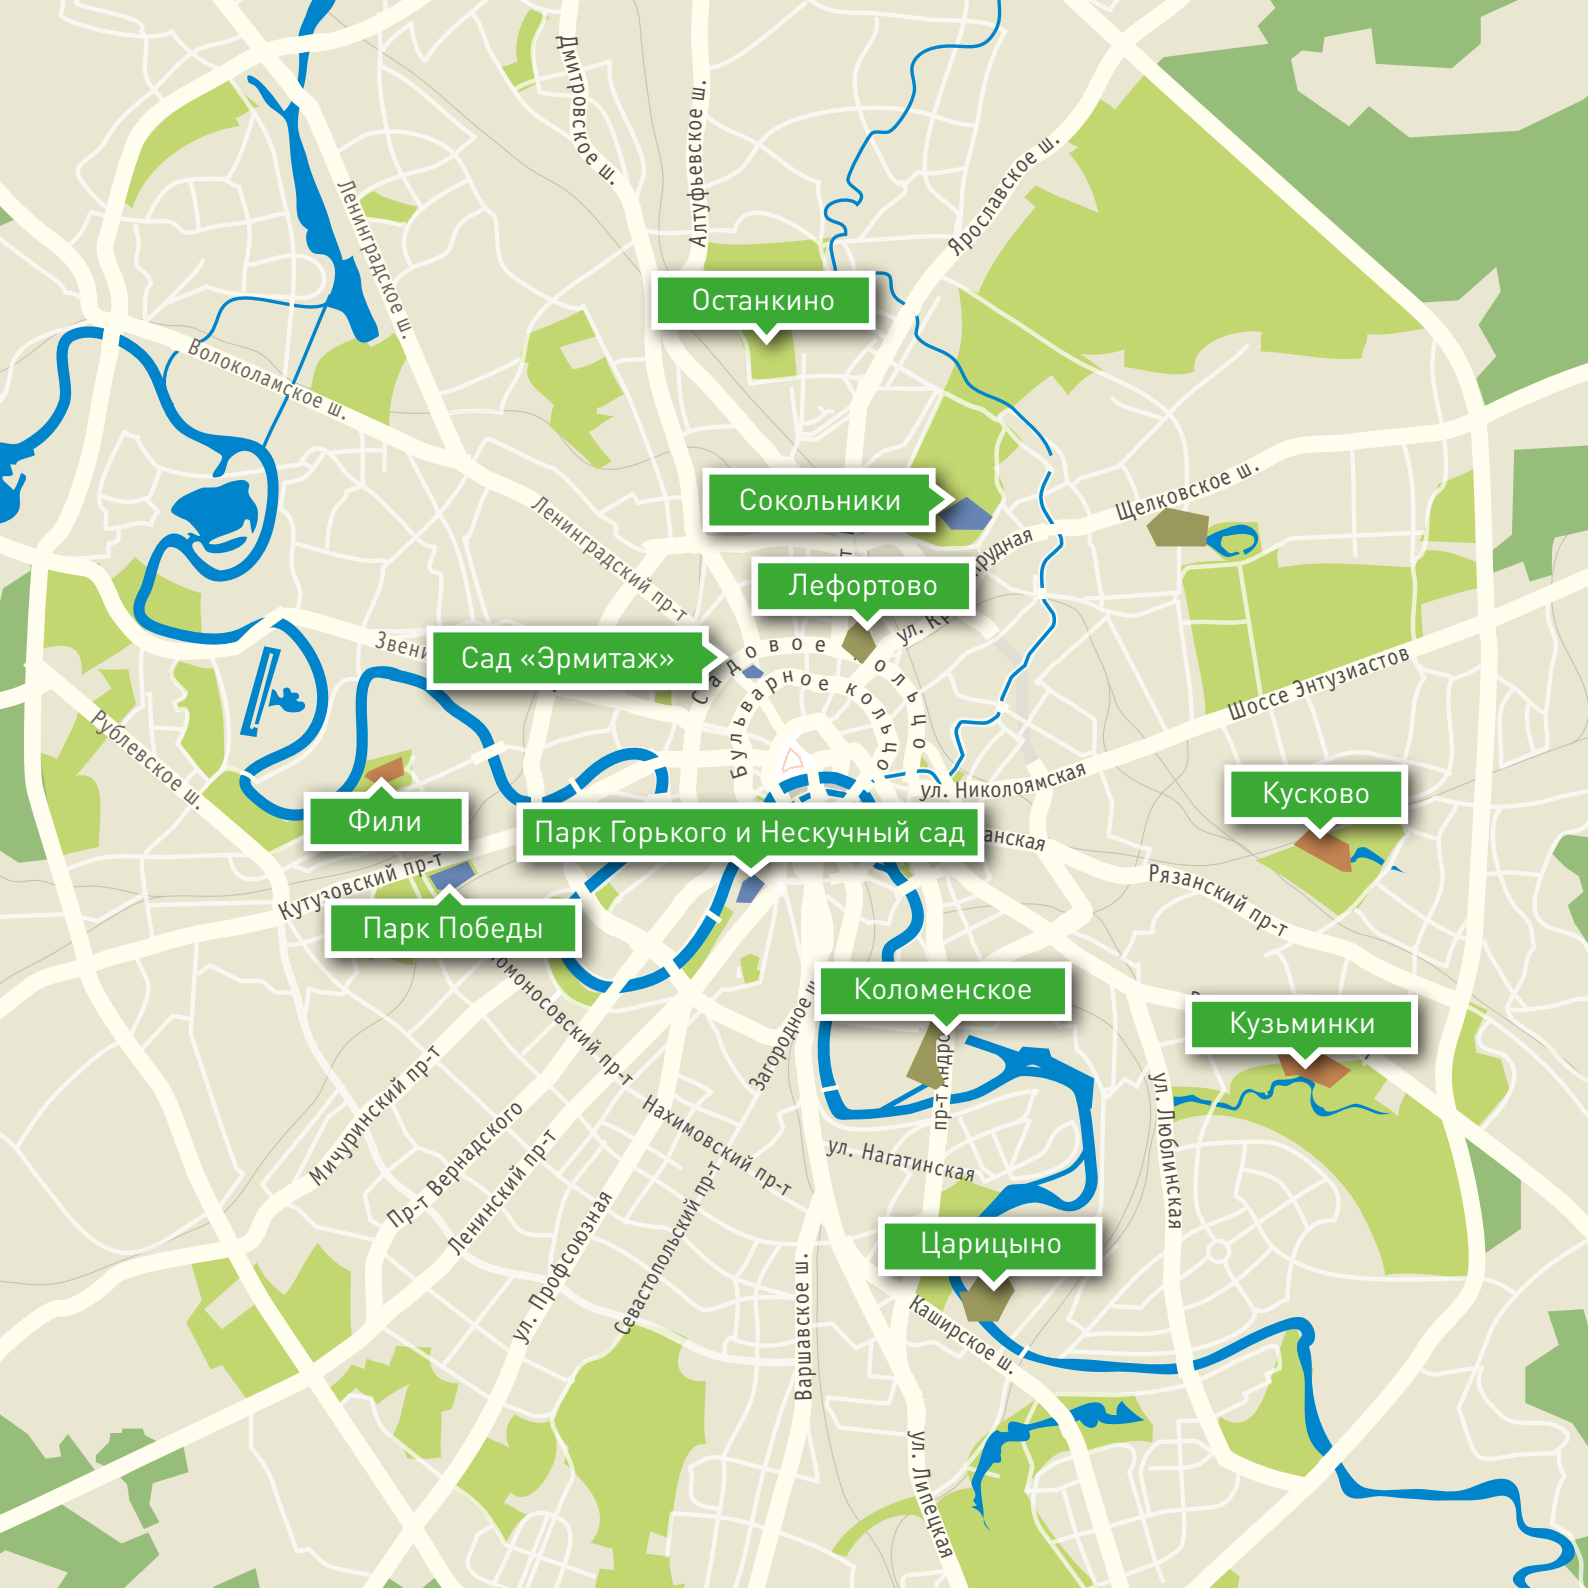 Дмитровское ш.
Алтуфьевское ш.
Ярославское ш.
Ленинградское ш.
Останкино
Волоколамское ш.
Сокольники
Щелковское ш.
Ленинградский пр-т
Лефортово
Сад «Эрмитаж»
Садовое
Бульварное кольцо
Шоссе Энтузиастов
Рублевское ш.
ул. Николоямская
Кусково
Фили
Парк Горького и Нескучный сад
Рязанский пр-т
Кутузовский пр-т
Парк Победы
Коломенское
Кузьминки
Загородное
Мичуринский пр-т
Нахимовский пр-т
Пр-т Вернадского
Ленинский пр-т
ул. Нагатинская
ул. Люблинская
ул. Профсоюзная
Севастопольский пр-т
Царицыно
Варшавское ш.
Каширское ш.
ул. Липецкая